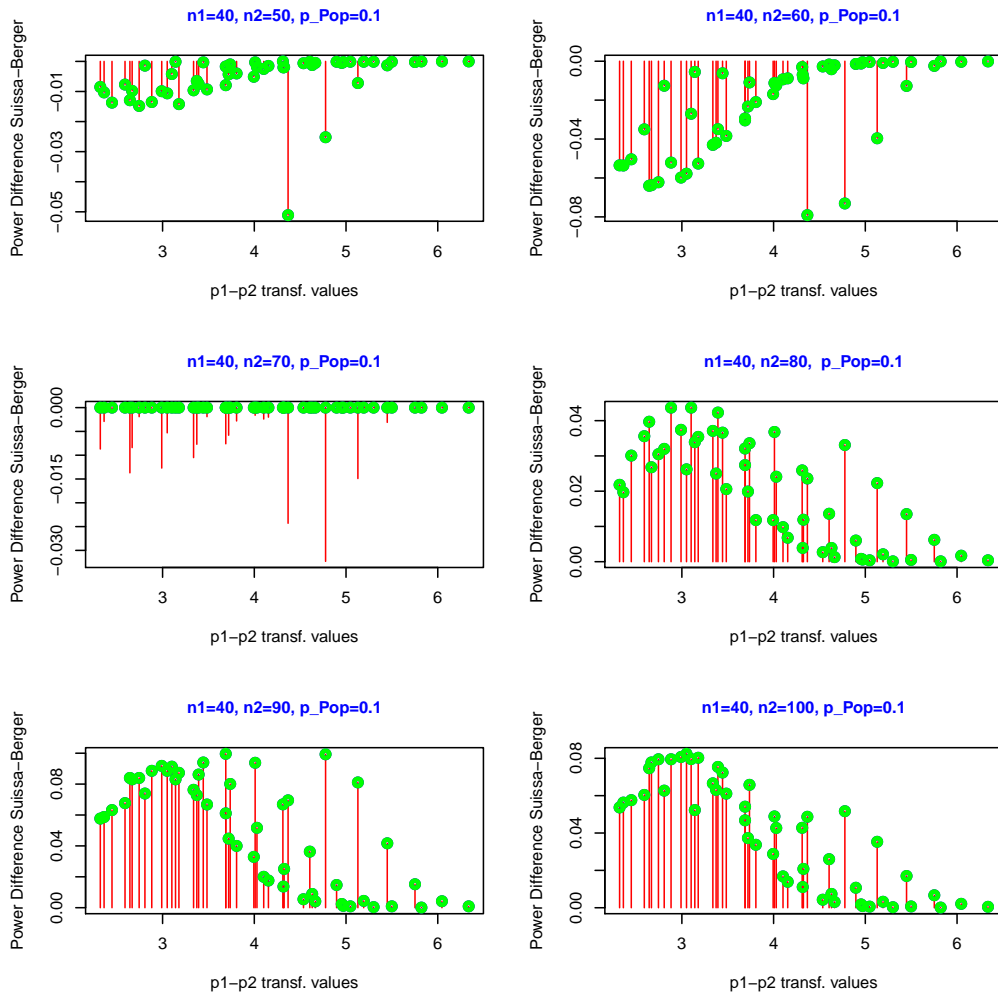 n1=40, n2=50, p_Pop=0.1
Power Difference Suissa−Berger
−0.05
−0.03
−0.01
3 4 5 6
p1−p2 transf. values
n1=40, n2=60, p_Pop=0.1
Power Difference Suissa−Berger
−0.08
−0.04
−0.00
3 4 5 6
p1−p2 transf. values
n1=40, n2=70, p_Pop=0.1
Power Difference Suissa−Berger
−0.030
−0.015
0.000
3 4 5 6
p1−p2 transf. values
n1=40, n2=80, p_Pop=0.1
Power Difference Suissa−Berger
0.00
0.02
0.04
3 4 5 6
p1−p2 transf. values
n1=40, n2=90, p_Pop=0.1
Power Difference Suissa−Berger
0.00
0.04
0.08
3 4 5 6
p1−p2 transf. values
n1=40, n2=100, p_Pop=0.1
Power Difference Suissa−Berger
0.00
0.04
0.08
3 4 5 6
p1−p2 transf. values